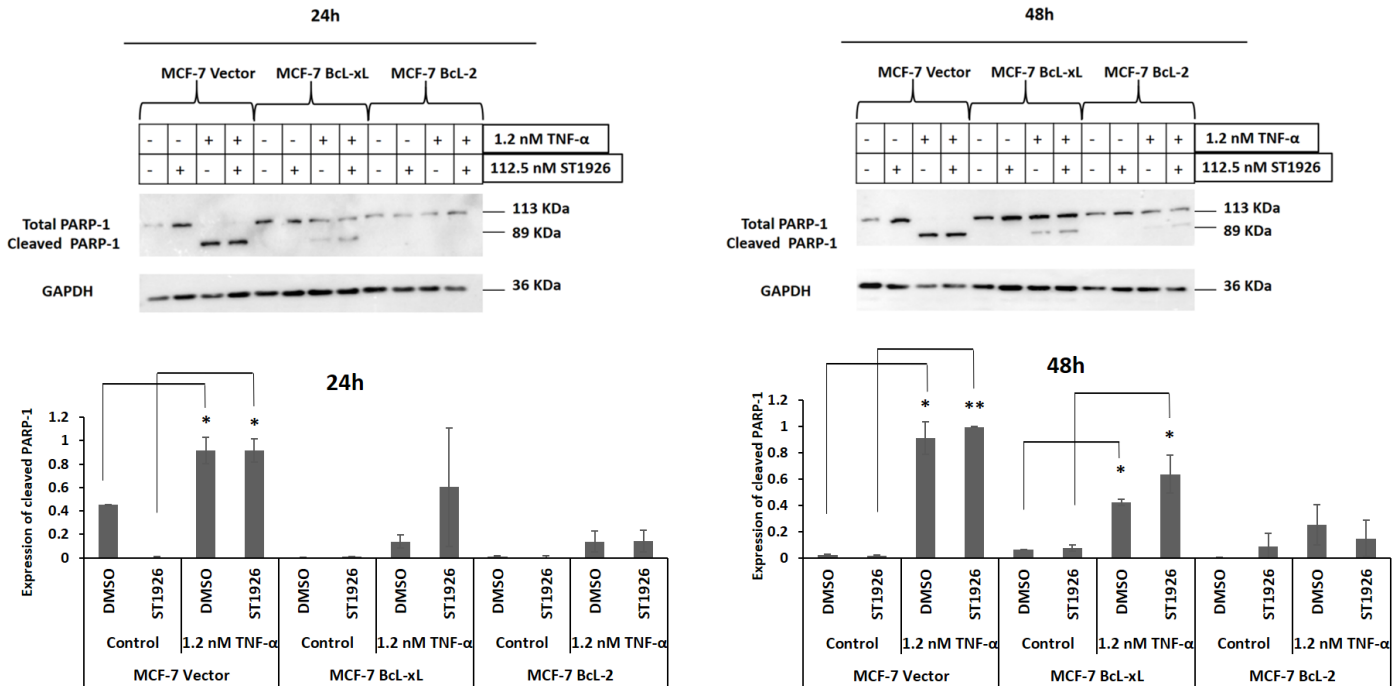 24h
MCF-7 Vector MCF-7 BcL-xL MCF-7 BcL-2
- - + + - - + + - - + + 1.2 nM TNF-α
- + - + - + - + - + - + 112.5 nM ST1926
Total PARP-1 113 KDa
Cleaved PARP-1 89 KDa
GAPDH 36 KDa
48h
MCF-7 Vector MCF-7 BcL-xL MCF-7 BcL-2
- - + + - - + + - - + + 1.2 nM TNF-α
- + - + - + - + - + - + 112.5 nM ST1926
Total PARP-1 113 KDa
Cleaved PARP-1 89 KDa
GAPDH 36 KDa
24h
Expression of cleaved PARP-1
1.2
1
0.8
0.6
0.4
0.2
0
* *
DMSO ST1926 DMSO ST1926 DMSO ST1926 DMSO ST1926 DMSO ST1926 DMSO ST1926
Control 1.2 nM TNF-α Control 1.2 nM TNF-α Control 1.2 nM TNF-α
MCF-7 Vector MCF-7 BcL-xL MCF-7 BcL-2
48h
Expression of cleaved PARP-1
1.2
1
0.8
0.6
0.4
0.2
0
* ** * *
DMSO ST1926 DMSO ST1926 DMSO ST1926 DMSO ST1926 DMSO ST1926 DMSO ST1926
Control 1.2 nM TNF-α Control 1.2 nM TNF-α Control 1.2 nM TNF-α
MCF-7 Vector MCF-7 BcL-xL MCF-7 BcL-2